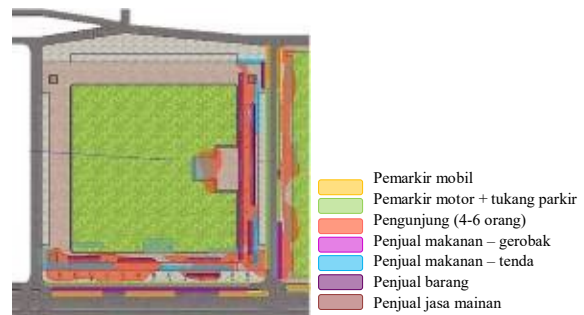 Pemarkir mobil
Pemarkir motor + tukang parkir
Pengunjung (4-6 orang)
Penjual makanan – gerobak
Penjual makanan – tenda
Penjual barang
Penjual jasa mainan